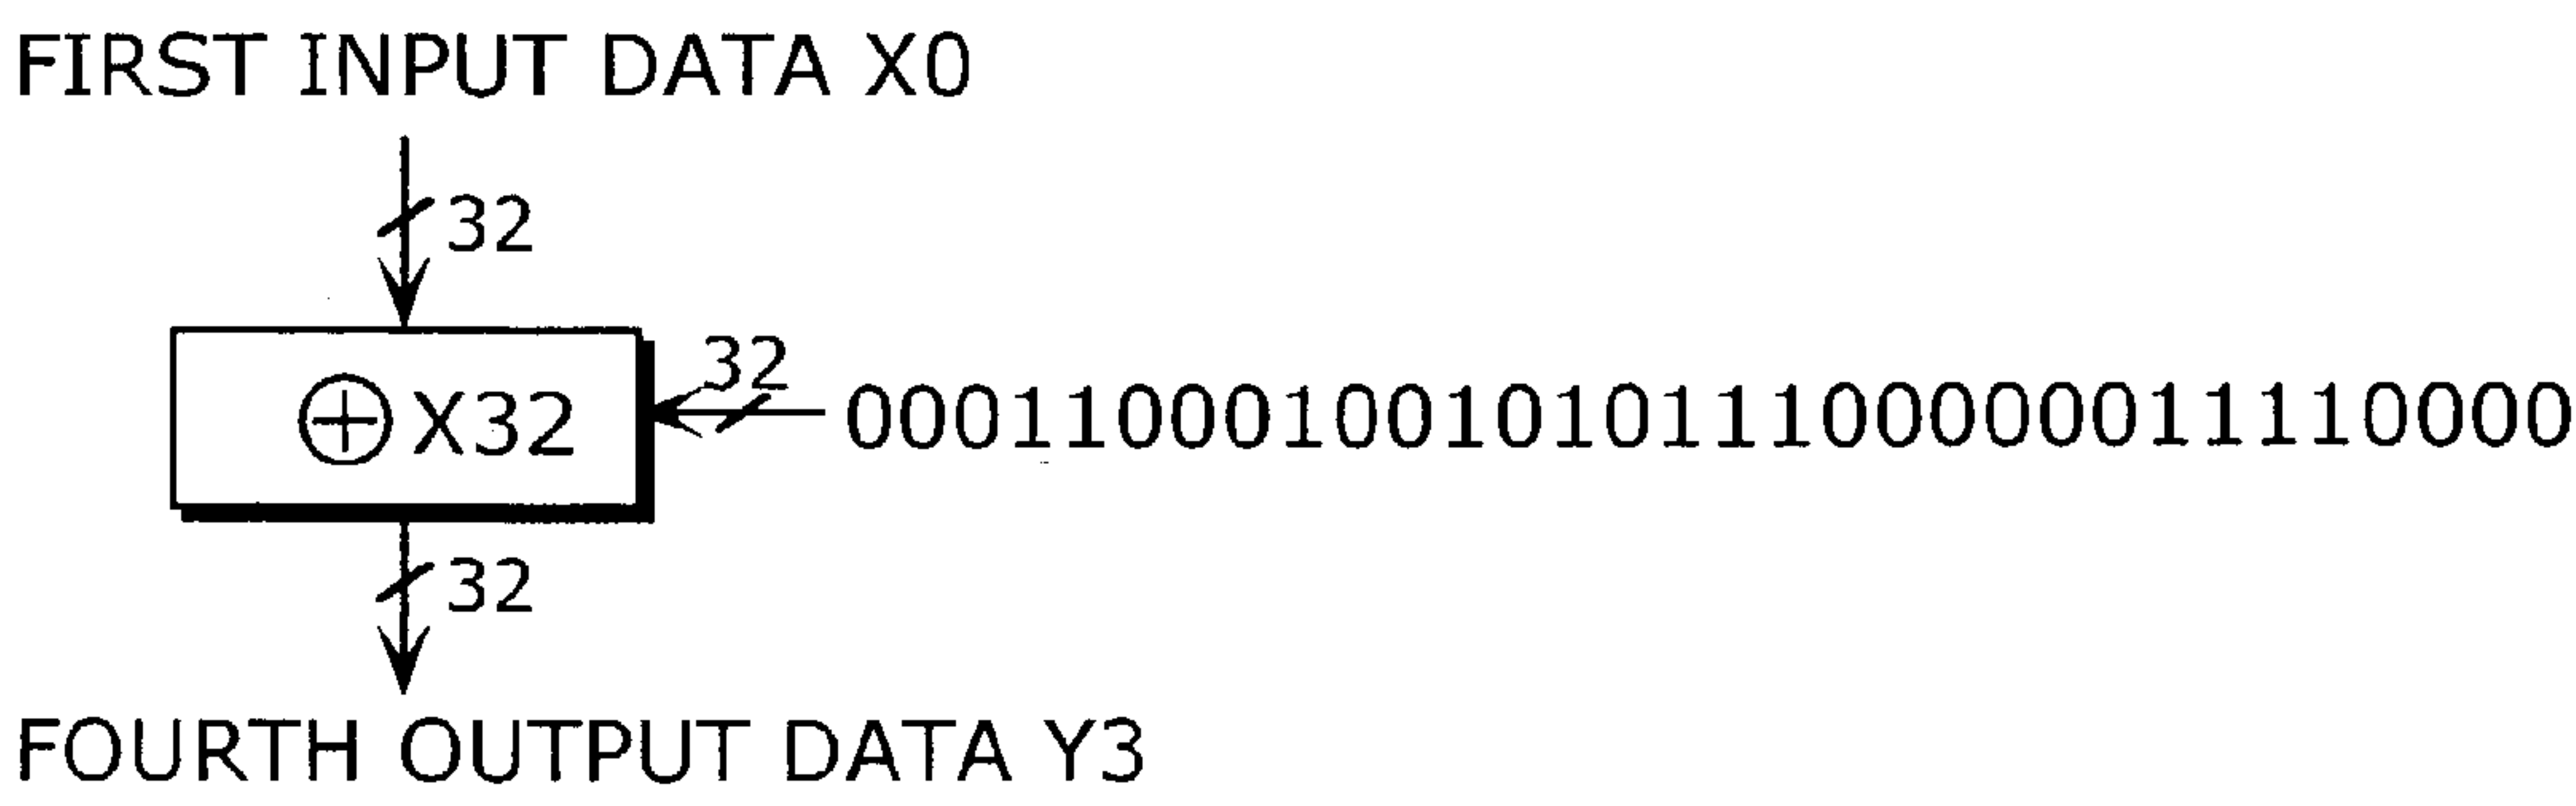 FIRST INPUT DATA X0
32
32
⊕X32
00011000100101011100000011110000
32
FOURTH OUTPUT DATA Y3